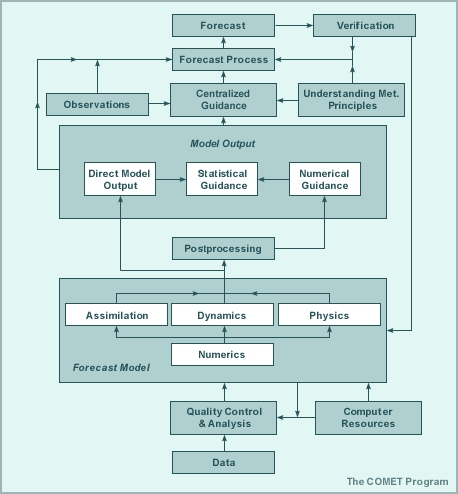 Forecast
Verification
Forecast Process
Observations
Centralized
Guidance
Understanding Met.
Principles
Model Output
Direct Model
Output
Statistical
Guidance
Numerical
Guidance
Postprocessing
Assimilation
Dynamics
Physics
Numerics
Forecast Model
Quality Control
& Analysis
Computer
Resources
Data
The COMET Program